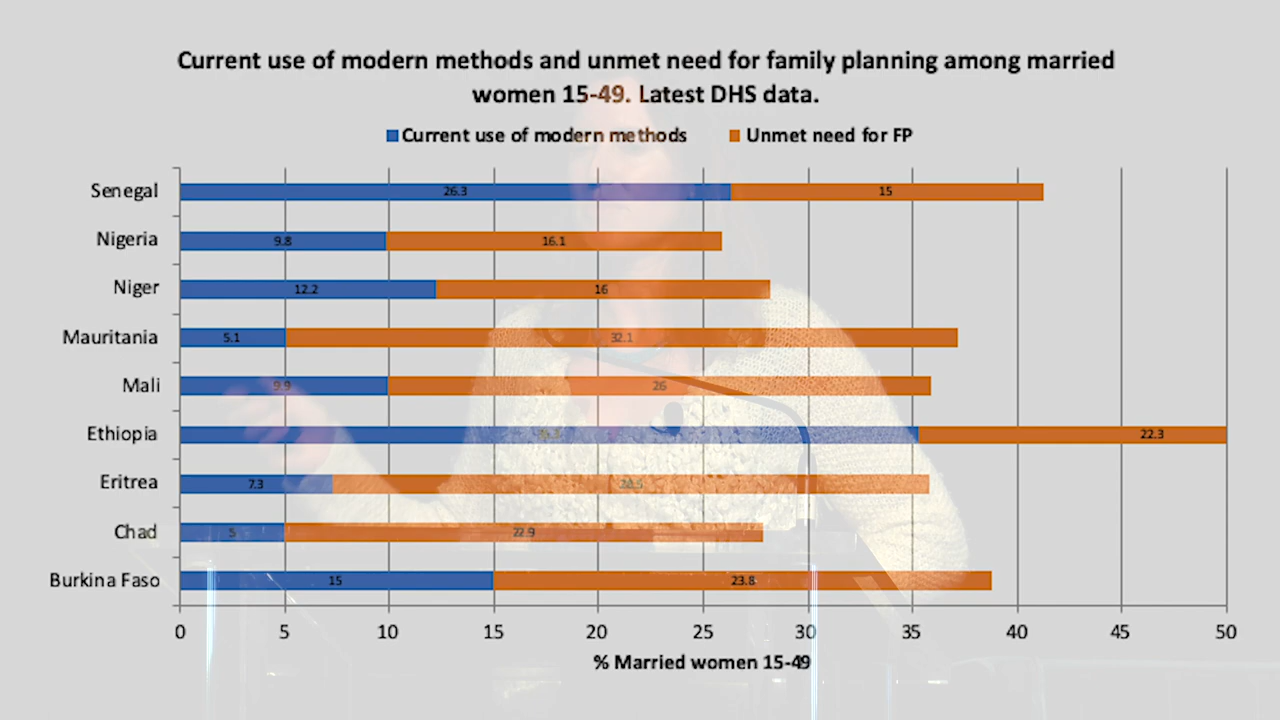 Current use of modern methods and unmet need for family planning among married
women 15-49. Latest DHS data.
Current use of modern methods Unmet need for FP
Senegal 26.3 15
Nigeria 9.8 16.1
Niger 12.2 16
Mauritania 5.1 32.1
Mali 9.9 26
Ethiopia 22.3
Eritrea 7.3
Chad 5 22.9
Burkina Faso 15 23.8
0 5 10 15 20 25 30 35 40 45 50
% Married women 15-49